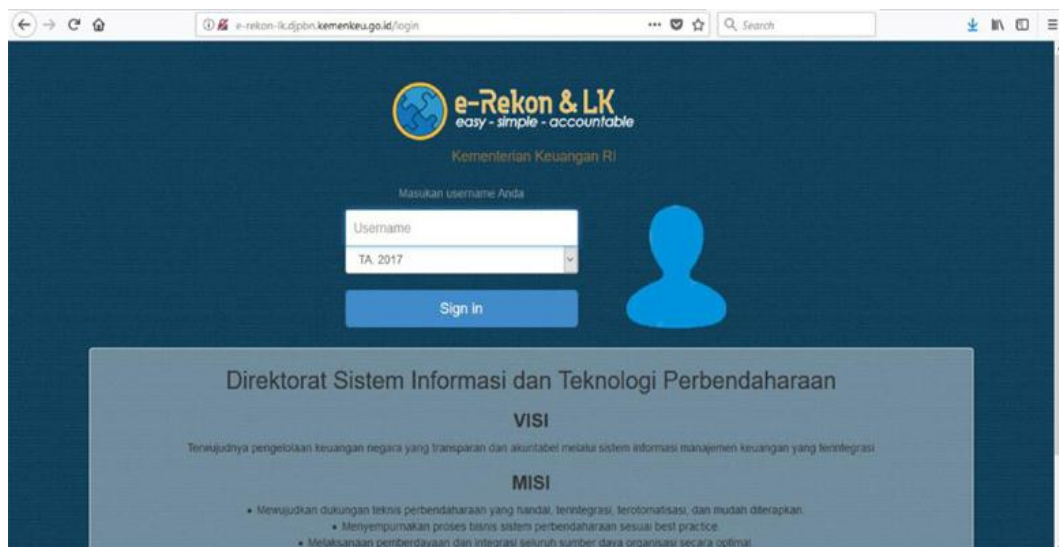 e-rekon-lk.djpbn.kemenkeu.go.id/login
Search
e-Rekon & LK
easy - simple - accountable
Kementerian Keuangan RI
Masukan username Anda
Username
TA. 2017
Sign in
Direktorat Sistem Informasi dan Teknologi Perbendaharaan
VISI
Terwujudnya pengelolaan keuangan negara yang transparan dan akuntabel melalui sistem informasi manajemen keuangan yang terintegrasi
MISI
• Mewujudkan dukungan teknis perbendaharaan yang handal, terintegrasi, terotomatisasi, dan mudah diterapkan.
• Menyempurnakan proses bisnis sistem perbendaharaan sesuai best practice.
• Melaksanaan pemberdayaan dan integrasi seluruh sumber daya organisasi secara optimal.